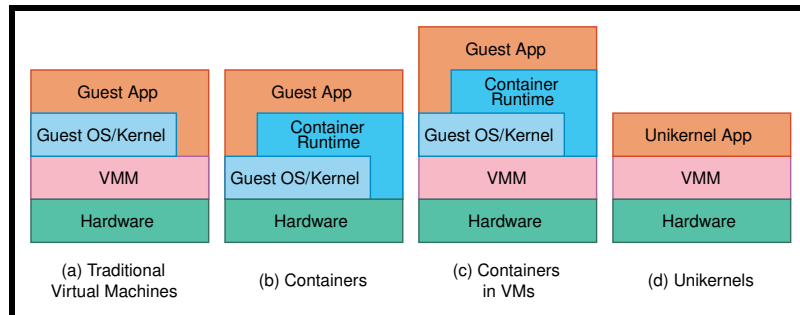 Guest App
Guest OS/Kernel
VMM
Hardware
(a) Traditional
Virtual Machines
Guest App
Container
Runtime
Guest OS/Kernel
Hardware
(b) Containers
Guest App
Container
Runtime
Guest OS/Kernel
VMM
Hardware
(c) Containers
in VMs
Unikernel App
VMM
Hardware
(d) Unikernels